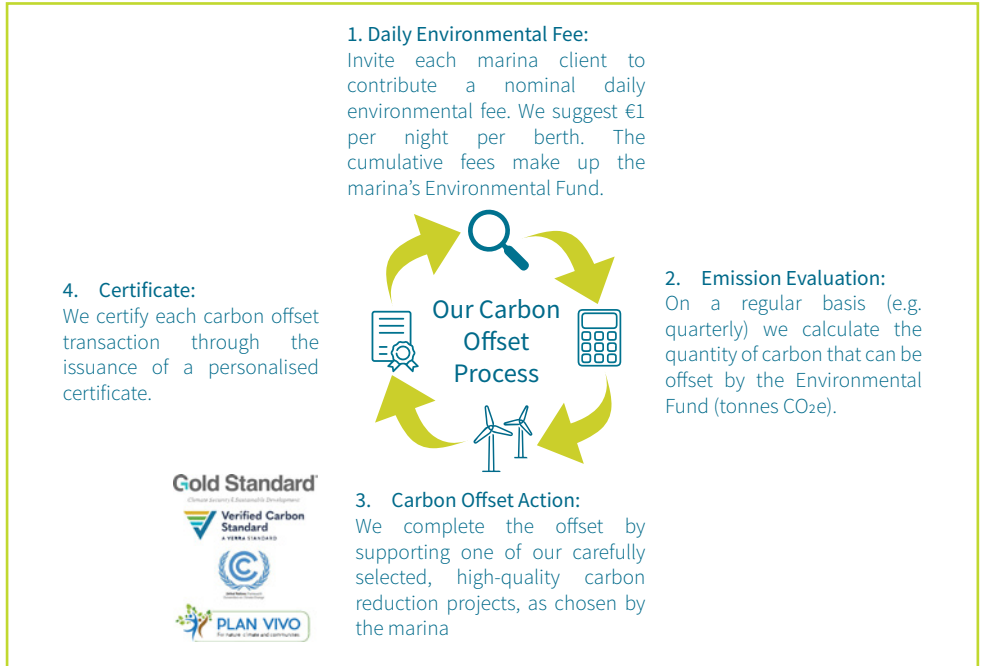 1. Daily Environmental Fee:
Invite each marina client to
contribute a nominal daily
environmental fee. We suggest €1
per night per berth. The
cumulative fees make up the
marina’s Environmental Fund.
Our Carbon
Offset
Process
2. Emission Evaluation:
On a regular basis (e.g.
quarterly) we calculate the
quantity of carbon that can be
offset by the Environmental
Fund (tonnes CO2e).
3. Carbon Offset Action:
We complete the offset by
supporting one of our carefully
selected, high-quality carbon
reduction projects, as chosen by
the marina
4. Certificate:
We certify each carbon offset
transaction through the
issuance of a personalised
certificate.
Gold Standard
Climate Security & Sustainable Development
Verified Carbon
Standard
A VERRA STANDARD
PLAN VIVO
For nature, climate and communities